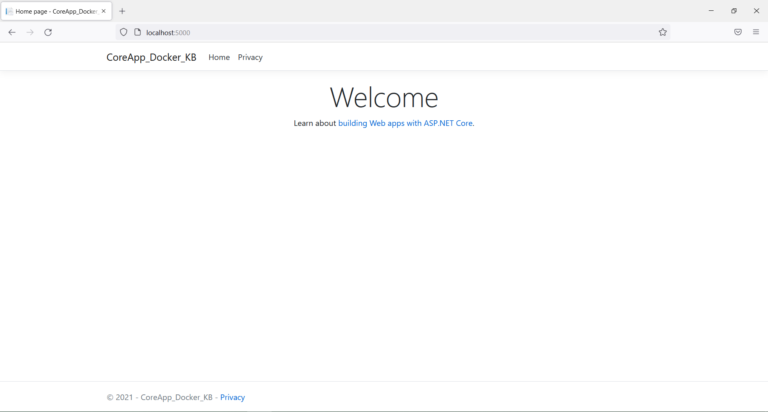 Home page - CoreApp_Docker
localhost:5000
CoreApp_Docker_KB Home Privacy
Welcome
Learn about building Web apps with ASP.NET Core.
© 2021 - CoreApp_Docker_KB - Privacy